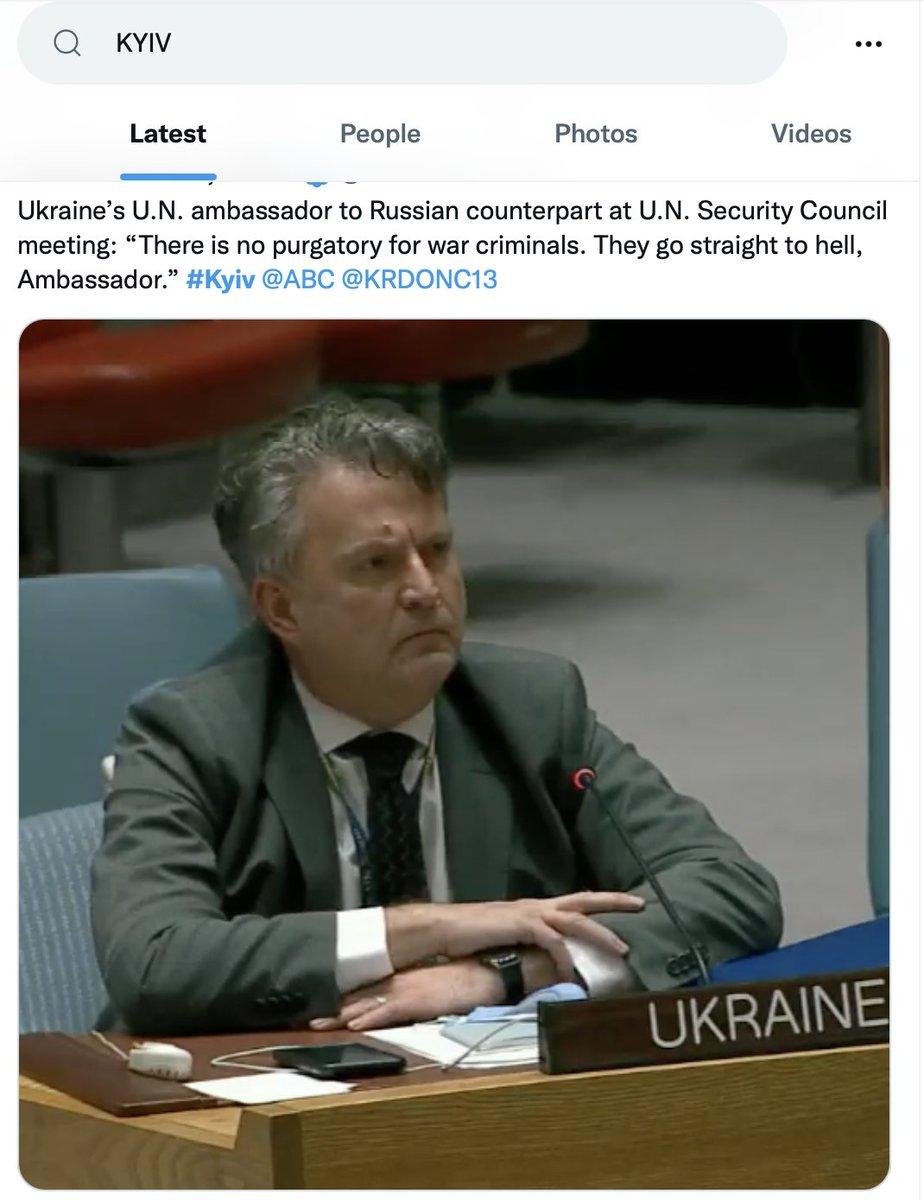 KYIV
Latest People Photos Videos
Ukraine’s U.N. ambassador to Russian counterpart at U.N. Security Council
meeting: “There is no purgatory for war criminals. They go straight to hell,
Ambassador.” #Kyiv @ABC @KRDONC13
UKRAINE